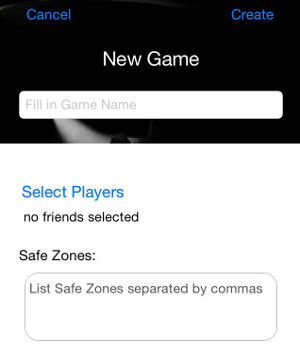 Cancel Create
New Game
Fill in Game Name
Select Players
no friends selected
Safe Zones:
List Safe Zones separated by commas